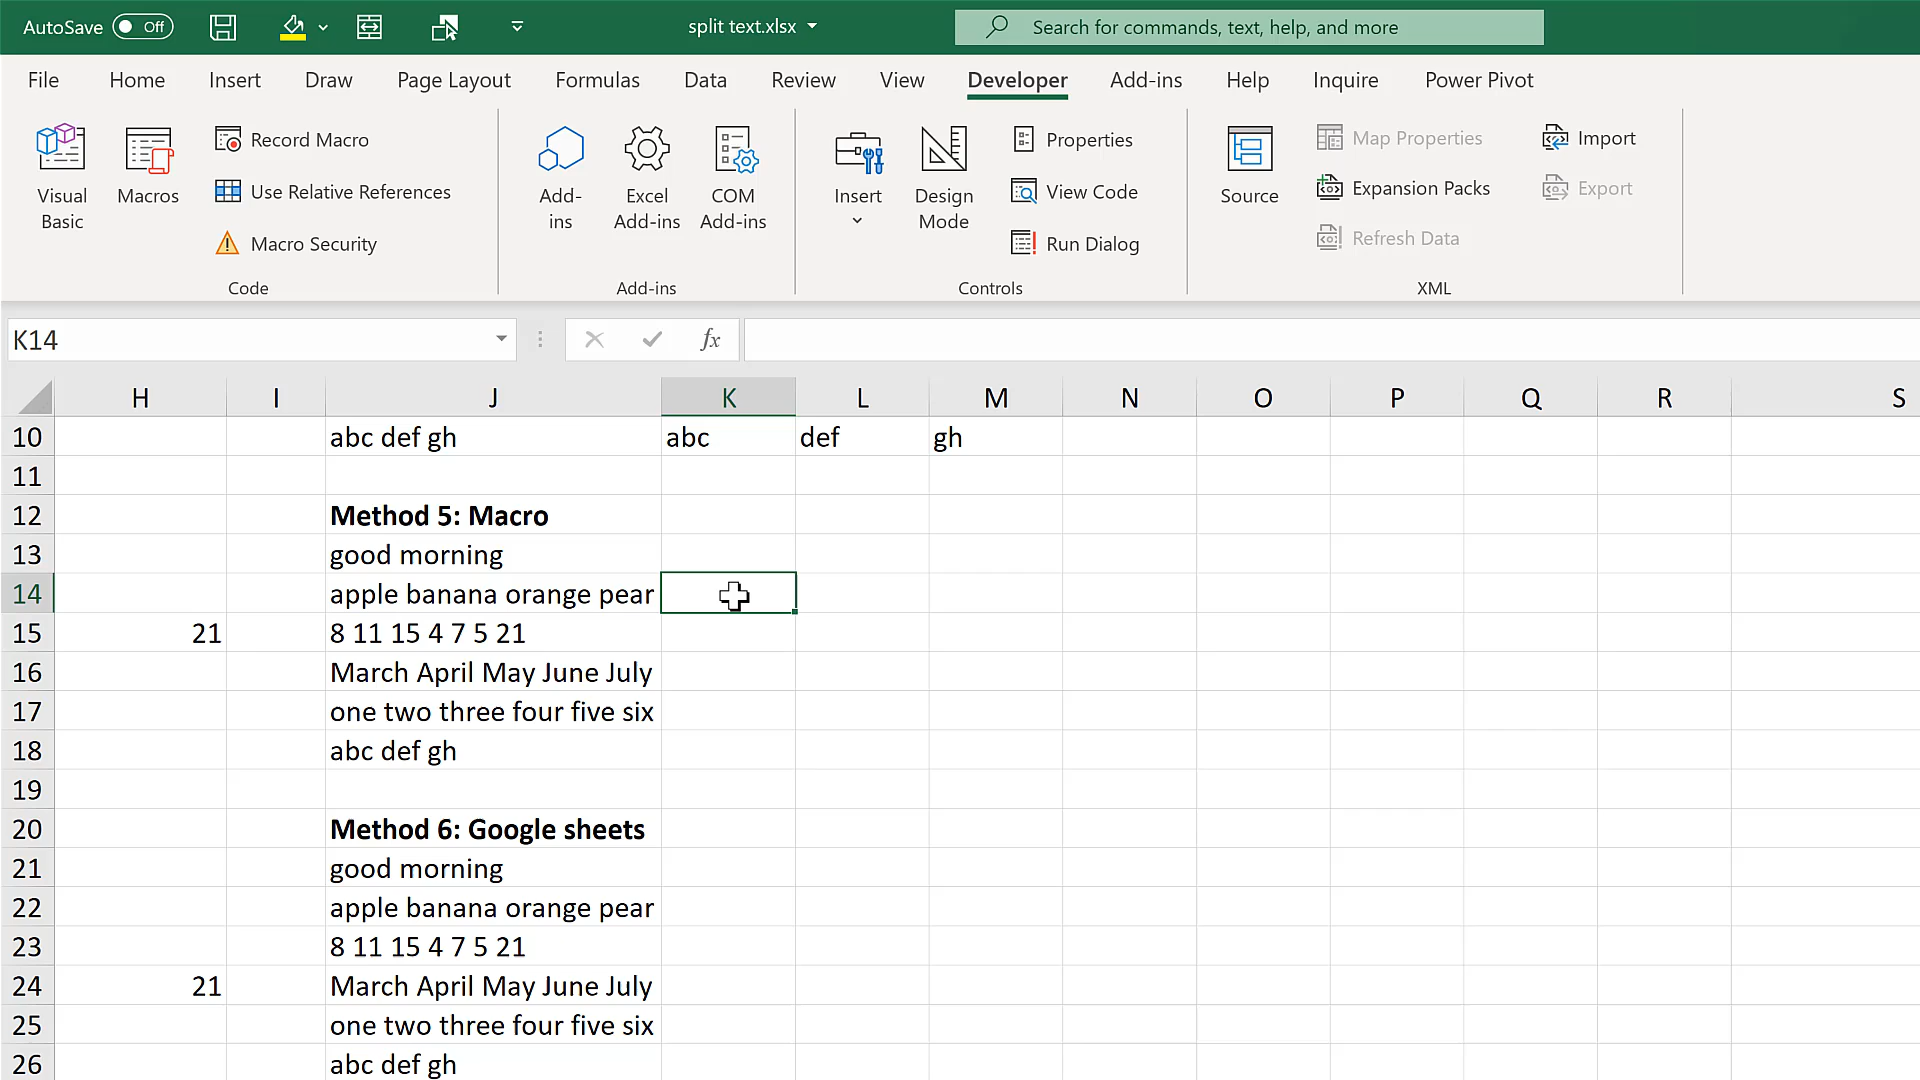 AutoSave Off split text.xlsx Search for commands, text, help, and more
File Home Insert Draw Page Layout Formulas Data Review View Developer Add-ins Help Inquire Power Pivot
Visual Basic
Macros
Record Macro
Use Relative References
Macro Security
Code
Add-ins
Excel Add-ins
COM Add-ins
Add-ins
Insert
Design Mode
Properties
View Code
Run Dialog
Controls
Source
Map Properties
Expansion Packs
Refresh Data
Import
Export
XML
K14 fx
H I J K L M N O P Q R S
10 abc def gh abc def gh
11
12 Method 5: Macro
13 good morning
14 apple banana orange pear
15 21 8 11 15 4 7 5 21
16 March April May June July
17 one two three four five six
18 abc def gh
19
20 Method 6: Google sheets
21 good morning
22 apple banana orange pear
23 8 11 15 4 7 5 21
24 21 March April May June July
25 one two three four five six
26 abc def gh